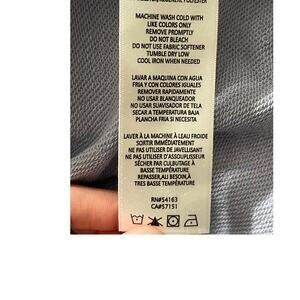 MACHINE WASH COLD WITH
LIKE COLORS ONLY
REMOVE PROMPTLY
DO NOT BLEACH
DO NOT USE FABRIC SOFTENER
TUMBLE DRY LOW
COOL IRON WHEN NEEDED
LAVAR A MAQUINA CON AGUA
FRIA Y CON COLORES IGUALES
REMOVER RAPIDAMENTE
NO USAR BLANQUEADOR
NO USAR SUAVISADOR DE TELA
SECAR A TEMPERATURA BAJA
PLANCHA FRIA SI NECESITA
LAVER À LA MACHINE À LEAU FROIDE
SORTIR IMMÉDIATEMENT
NE PAS UTILISER DE JAVELLISANT
NE PAS UTILISER D'ASSOUPLISSEUR
SÉCHER PAR CULBUTAGE À
BASSE TEMPÉRATURE
REPASSER,AU BESOIN,À
TRES BASSE TEMPÉRATURE
RN#54163
CA#57151